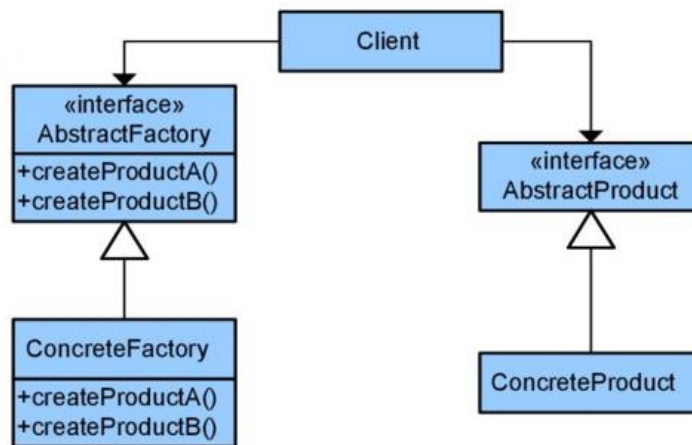 Client
«interface»
AbstractFactory
+createProductA()
+createProductB()
«interface»
AbstractProduct
ConcreteFactory
+createProductA()
+createProductB()
ConcreteProduct